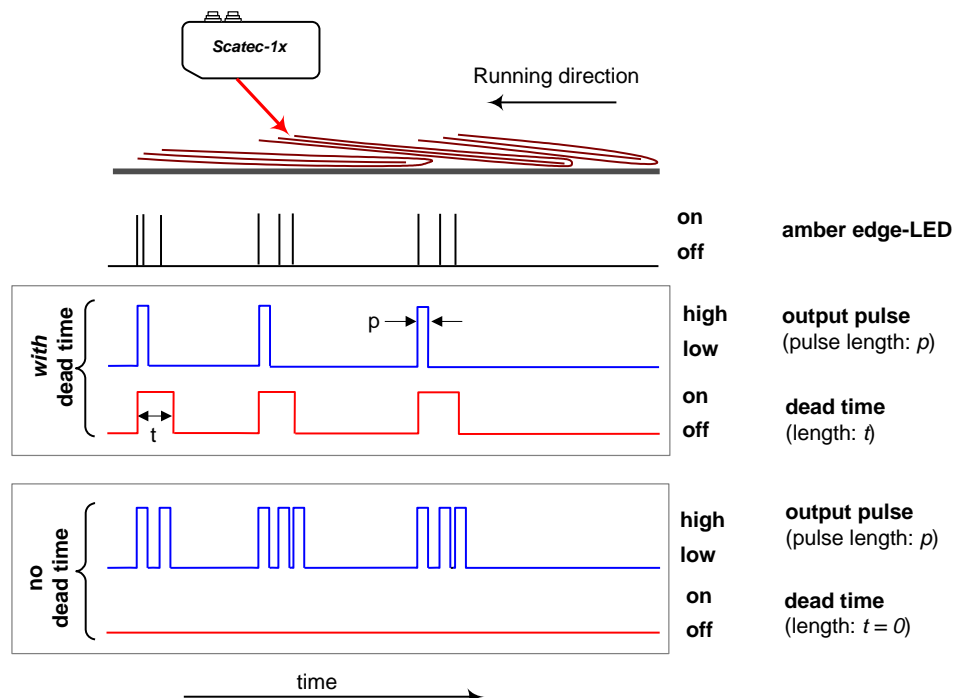 Scatec-1x
Running direction
on
off
amber edge-LED
with
dead time
p
high
low
output pulse
(pulse length: p)
t
on
off
dead time
(length: t)
no
dead time
high
low
output pulse
(pulse length: p)
on
off
dead time
(length: t = 0)
time